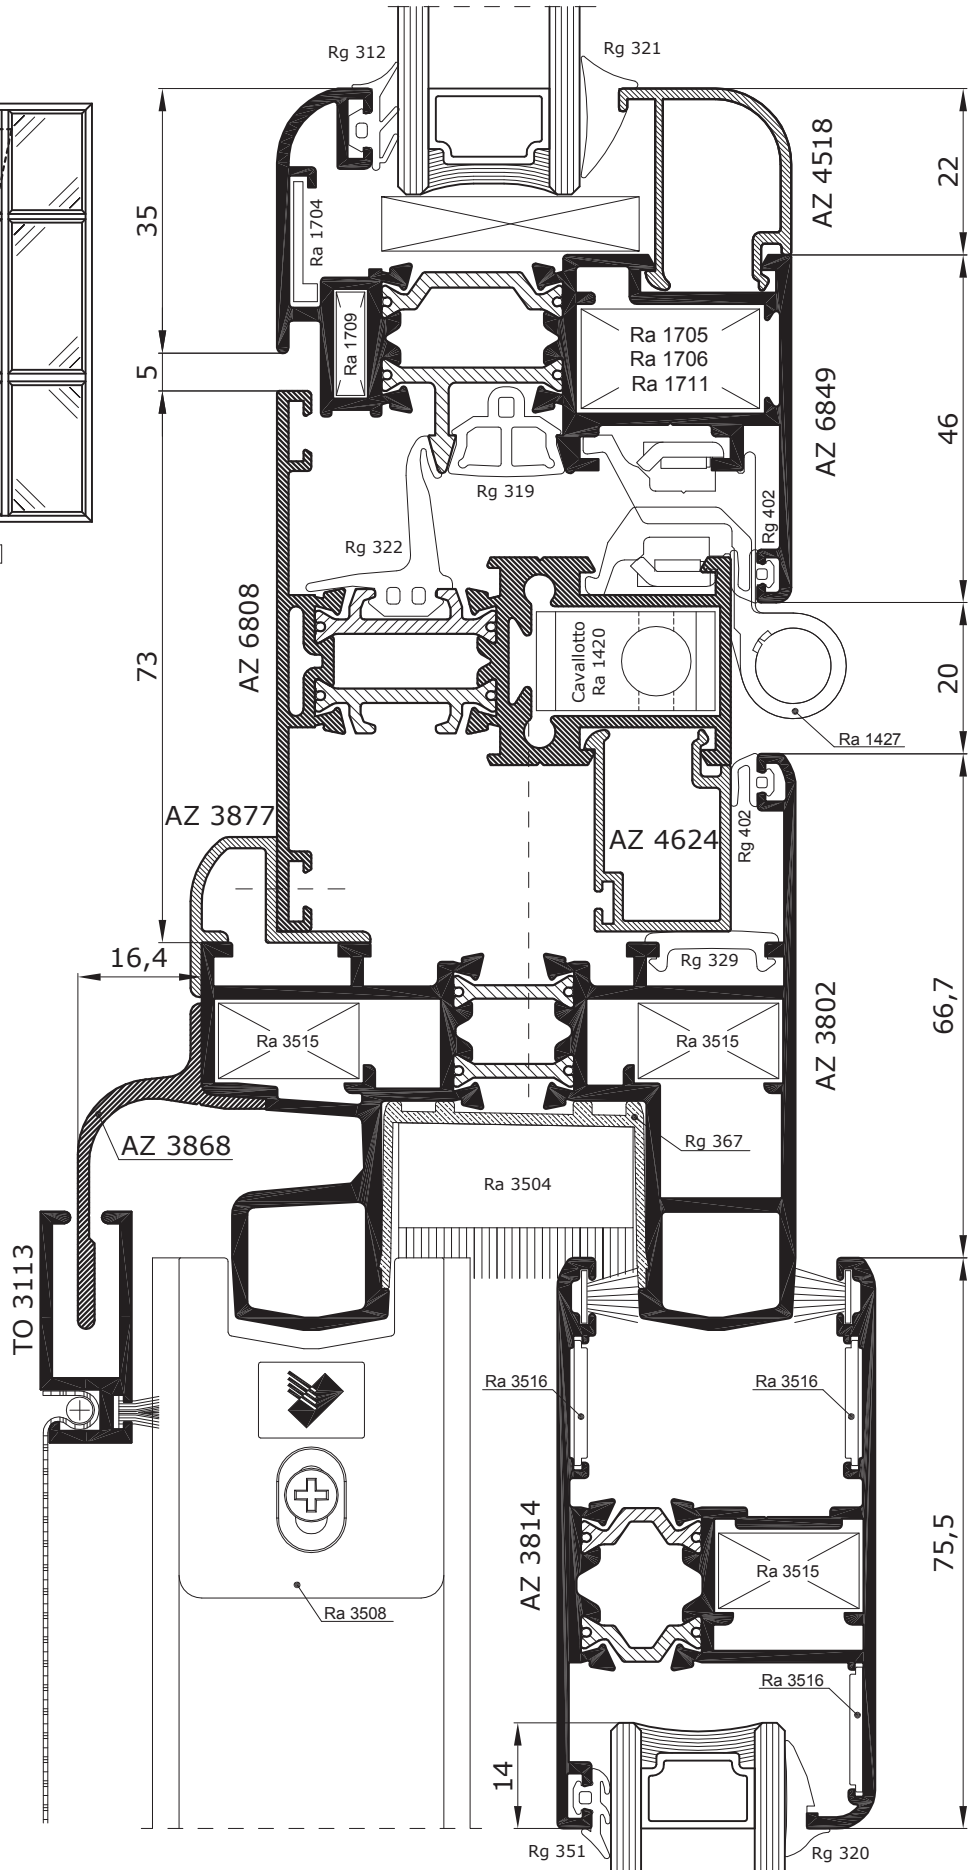 Rg 312
Rg 321
35
Ra 1704
AZ 4518
22
5
Ra 1709
Ra 1705
Ra 1706
Ra 1711
AZ 6849
46
Rg 319
Rg 402
Rg 322
73
AZ 6808
Cavallotto
Ra 1420
20
Ra 1427
AZ 3877
AZ 4624
Rg 402
16,4
Rg 329
Ra 3515
Ra 3515
AZ 3802
66,7
AZ 3868
Rg 367
Ra 3504
TO 3113
Ra 3516
Ra 3516
AZ 3814
75,5
Ra 3515
Ra 3508
Ra 3516
14
Rg 351
Rg 320